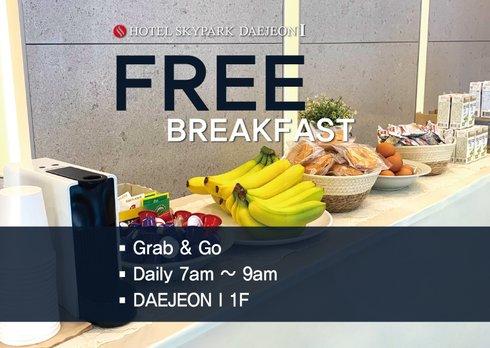 HOTEL SKYPARK DAEJEON I
FREE
BREAKFAST
▪ Grab & Go
▪ Daily 7am ~ 9am
▪ DAEJEON I 1F